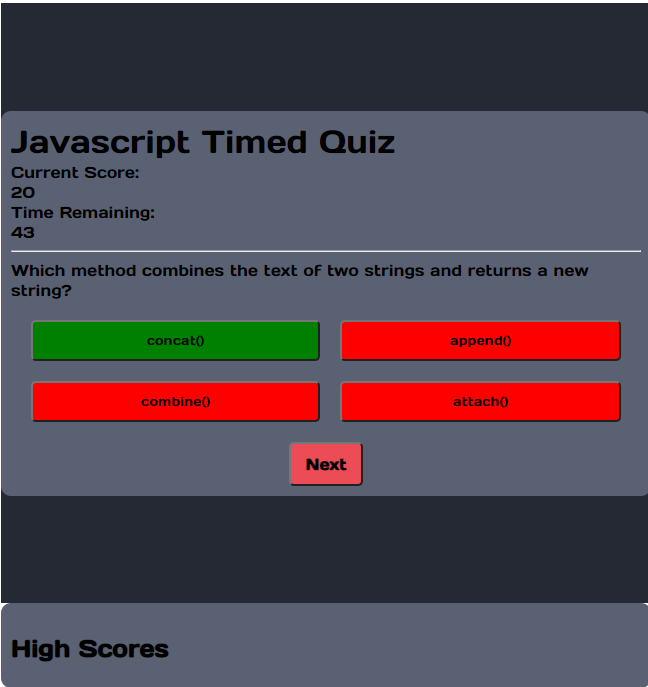 Javascript Timed Quiz
Current Score:
20
Time Remaining:
43
Which method combines the text of two strings and returns a new
string?
concat()
append()
combine()
attach()
Next
High Scores